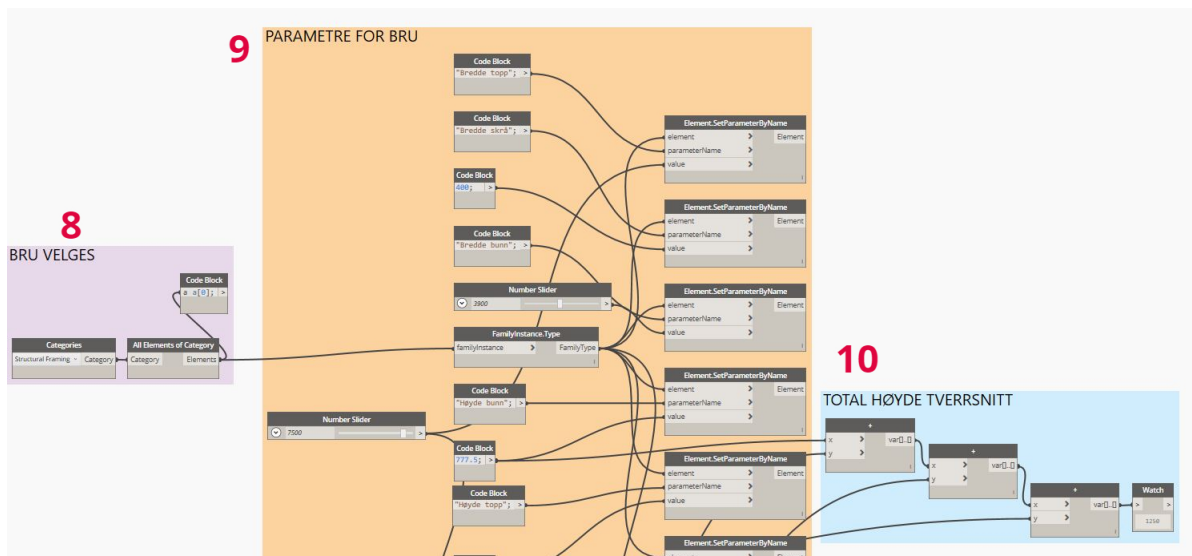 8
BRU VELGES
Code Block
a a[0]; >
Categories
Structural Framing Category
All Elements of Category
Category Elements
9
PARAMETRE FOR BRU
Code Block
"Bredde topp"; >
Code Block
"Bredde skrå"; >
Code Block
400; >
Code Block
"Bredde bunn"; >
Number Slider
3900 >
FamilyInstance.Type
familyInstance > FamilyType
Code Block
"Høyde bunn"; >
Number Slider
7500 >
Code Block
777.5; >
Code Block
"Høyde topp"; >
Element.SetParameterByName
element > Element
parameterName >
value >
Element.SetParameterByName
element > Element
parameterName >
value >
Element.SetParameterByName
element > Element
parameterName >
value >
Element.SetParameterByName
element > Element
parameterName >
value >
Element.SetParameterByName
element > Element
parameterName >
value >
Element.SetParameterByName
10
TOTAL HØYDE TVERRSNITT
+
x > var[]..[]
y >
+
x > var[]..[]
y >
+
x > var[]..[]
y >
Watch
> >
1250